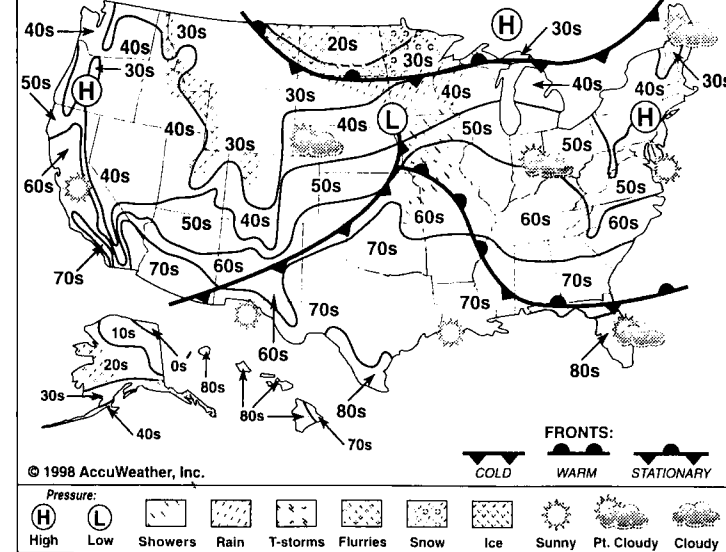 H
30s
40s
40s
30s
20s
30s
30s
50s
H
30s
40s
40s
40s
30s
40s
L
40s
H
30s
50s
50s
60s
40s
50s
50s
50s
40s
60s
60s
60s
70s
70s
60s
70s
70s
70s
70s
60s
80s
80s
10s
20s
0s
80s
30s
40s
80s
80s
70s
FRONTS:
COLD WARM STATIONARY
© 1998 AccuWeather, Inc.
Pressure:
H L
High Low Showers Rain T-storms Flurries Snow Ice Sunny Pt. Cloudy Cloudy